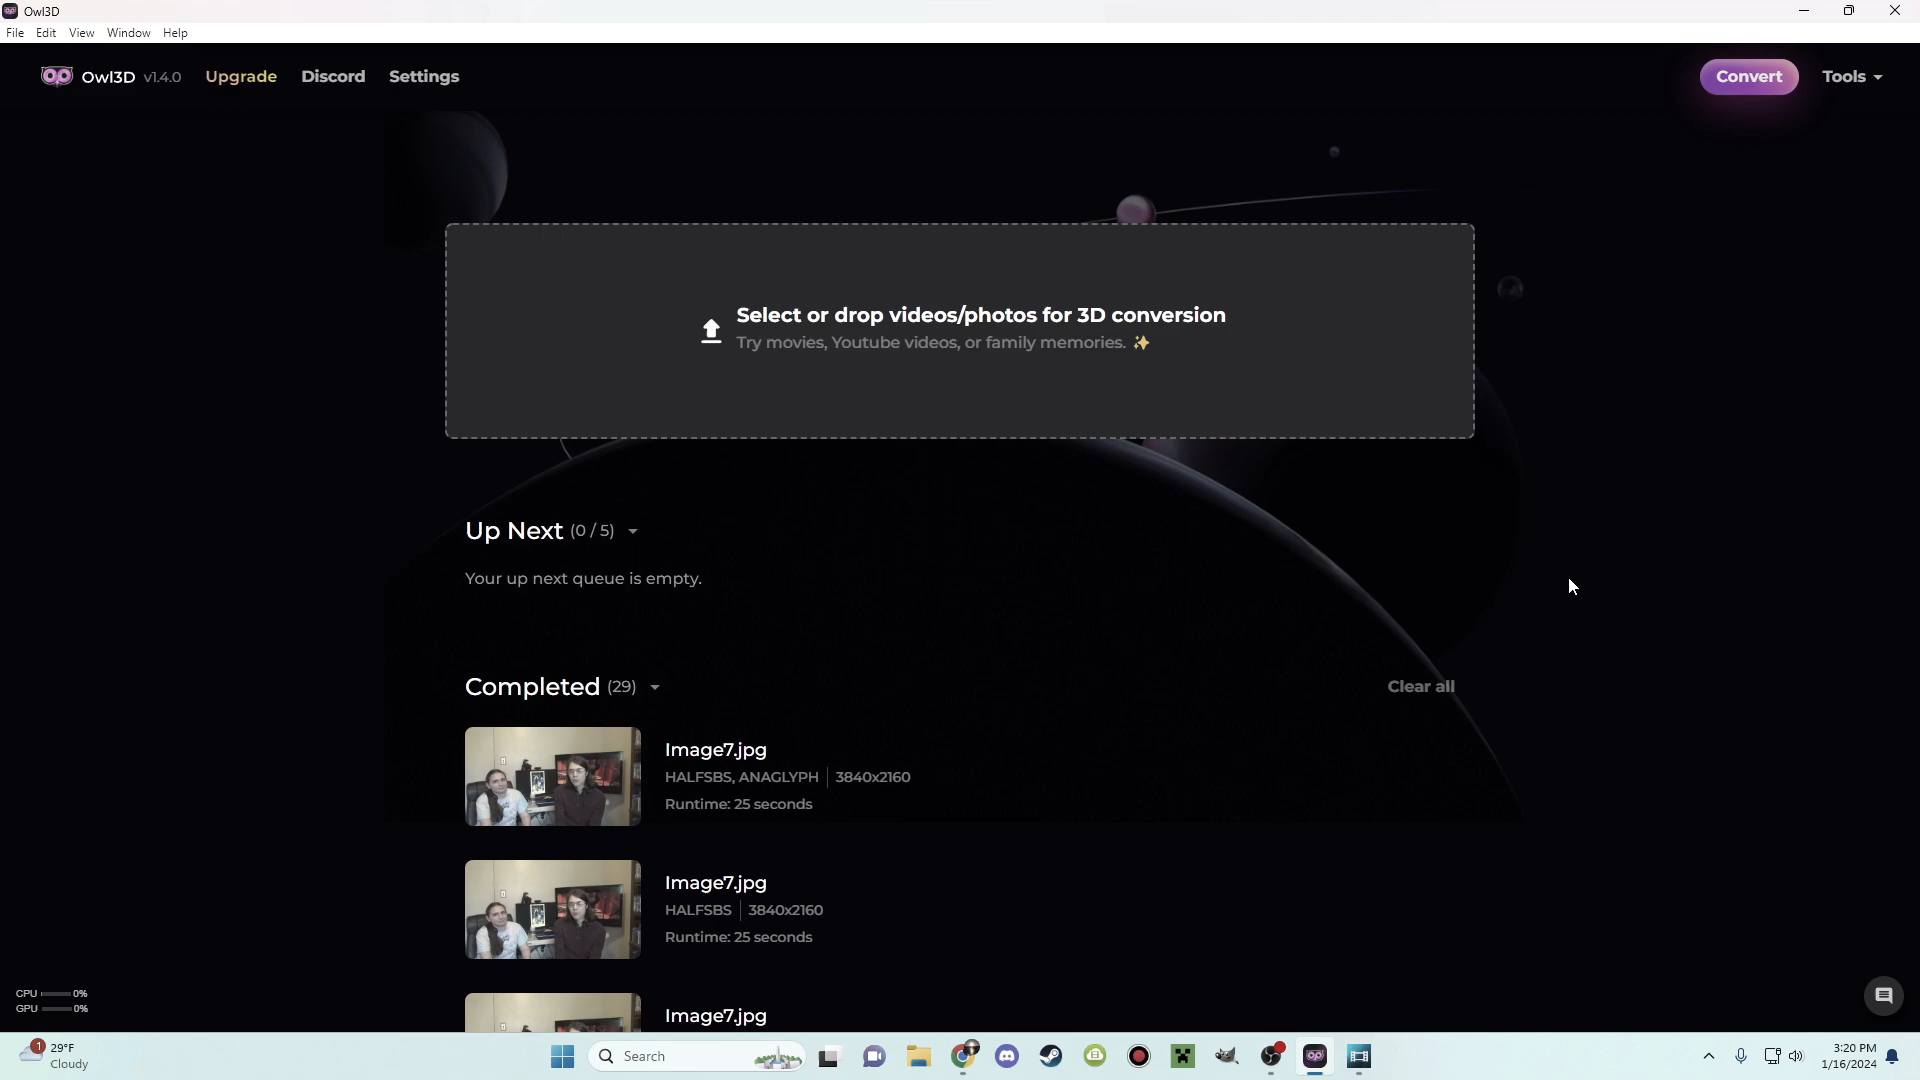 Owl3D
File Edit View Window Help
Owl3D v1.4.0 Upgrade Discord Settings Convert Tools
Select or drop videos/photos for 3D conversion
Try movies, Youtube videos, or family memories. ✨
Up Next (0 / 5)
Your up next queue is empty.
Completed (29) Clear all
Image7.jpg
HALFSBS, ANAGLYPH | 3840x2160
Runtime: 25 seconds
Image7.jpg
HALFSBS | 3840x2160
Runtime: 25 seconds
Image7.jpg
CPU 0%
GPU 0%
1 29°F
Cloudy
Search
3:20 PM
1/16/2024